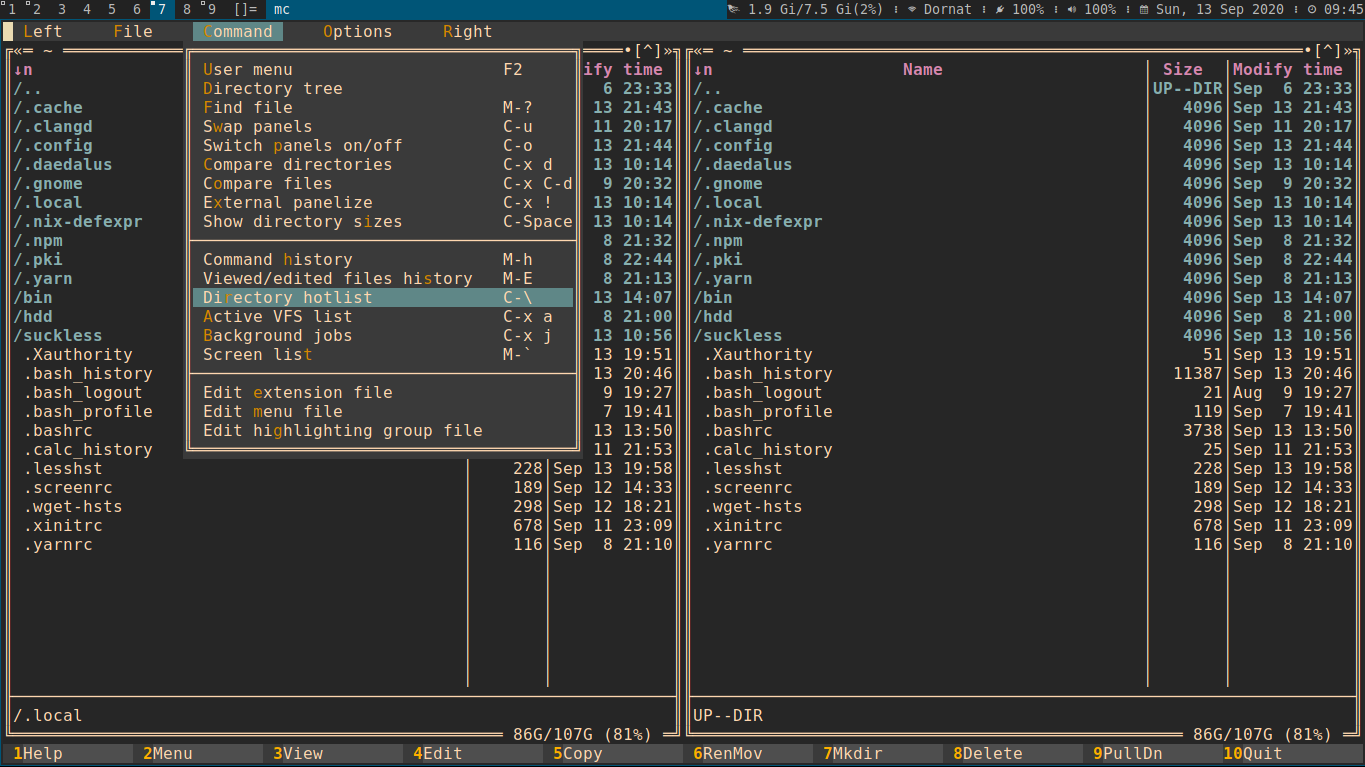 1 2 3 4 5 6 7 8 9 []= mc 1.9 Gi/7.5 Gi(2%) ⁝ Dornat ⁝ 100% ⁝ 100% ⁝ Sun, 13 Sep 2020 ⁝ 09:45
Left File Command Options Right
«═ ~ •[^]» «═ ~ •[^]»
↓n ify time ↓n Name Size Modify time
User menu F2
Directory tree
Find file M-?
Swap panels C-u
Switch panels on/off C-o
Compare directories C-x d
Compare files C-x C-d
External panelize C-x !
Show directory sizes C-Space
Command history M-h
Viewed/edited files history M-E
Directory hotlist C-\
Active VFS list C-x a
Background jobs C-x j
Screen list M-`
Edit extension file
Edit menu file
Edit highlighting group file
/.. 6 23:33
/.cache 13 21:43
/.clangd 11 20:17
/.config 13 21:44
/.daedalus 13 10:14
/.gnome 9 20:32
/.local 13 10:14
/.nix-defexpr 13 10:14
/.npm 8 21:32
/.pki 8 22:44
/.yarn 8 21:13
/bin 13 14:07
/hdd 8 21:00
/suckless 13 10:56
.Xauthority 13 19:51
.bash_history 13 20:46
.bash_logout 9 19:27
.bash_profile 7 19:41
.bashrc 13 13:50
.calc_history 11 21:53
.lesshst 228 Sep 13 19:58
.screenrc 189 Sep 12 14:33
.wget-hsts 298 Sep 12 18:21
.xinitrc 678 Sep 11 23:09
.yarnrc 116 Sep 8 21:10
/.local
86G/107G (81%)
/.. UP--DIR Sep 6 23:33
/.cache 4096 Sep 13 21:43
/.clangd 4096 Sep 11 20:17
/.config 4096 Sep 13 21:44
/.daedalus 4096 Sep 13 10:14
/.gnome 4096 Sep 9 20:32
/.local 4096 Sep 13 10:14
/.nix-defexpr 4096 Sep 13 10:14
/.npm 4096 Sep 8 21:32
/.pki 4096 Sep 8 22:44
/.yarn 4096 Sep 8 21:13
/bin 4096 Sep 13 14:07
/hdd 4096 Sep 8 21:00
/suckless 4096 Sep 13 10:56
.Xauthority 51 Sep 13 19:51
.bash_history 11387 Sep 13 20:46
.bash_logout 21 Aug 9 19:27
.bash_profile 119 Sep 7 19:41
.bashrc 3738 Sep 13 13:50
.calc_history 25 Sep 11 21:53
.lesshst 228 Sep 13 19:58
.screenrc 189 Sep 12 14:33
.wget-hsts 298 Sep 12 18:21
.xinitrc 678 Sep 11 23:09
.yarnrc 116 Sep 8 21:10
UP--DIR
86G/107G (81%)
1Help 2Menu 3View 4Edit 5Copy 6RenMov 7Mkdir 8Delete 9PullDn 10Quit